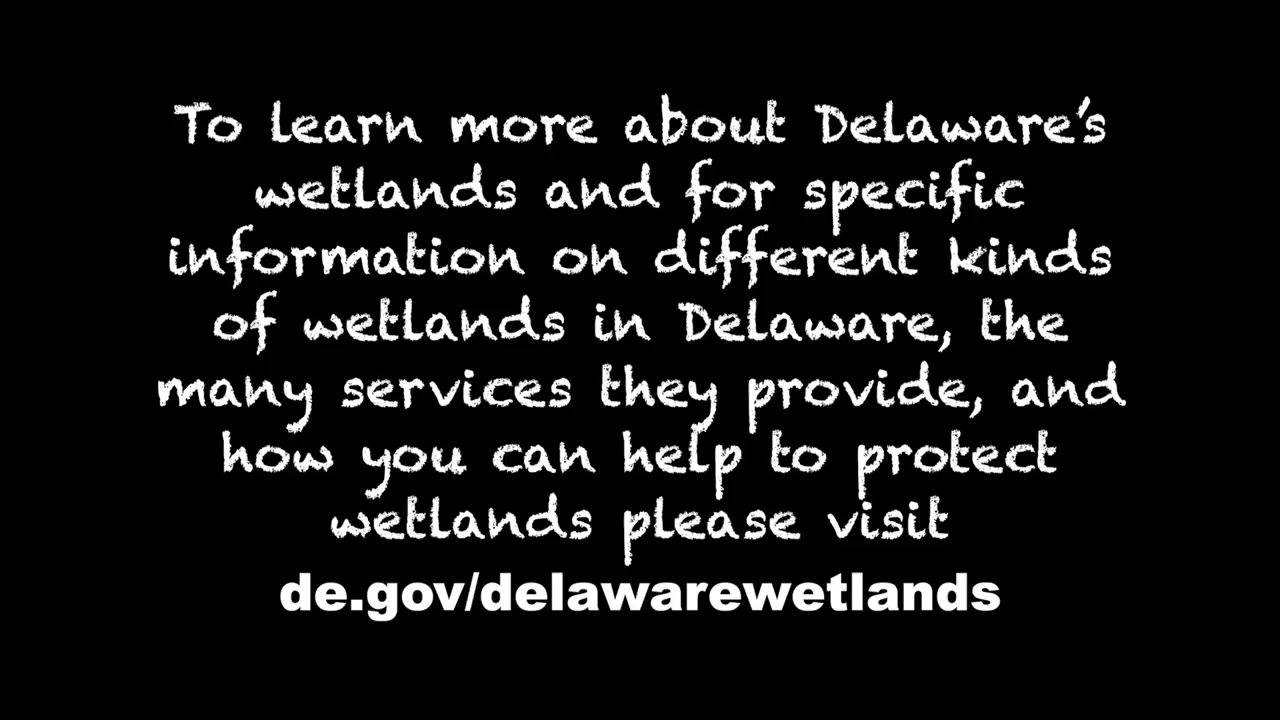 To learn more about Delaware's
wetlands and for specific
information on different kinds
of wetlands in Delaware, the
many services they provide, and
how you can help to protect
wetlands please visit
de.gov/delawarewetlands